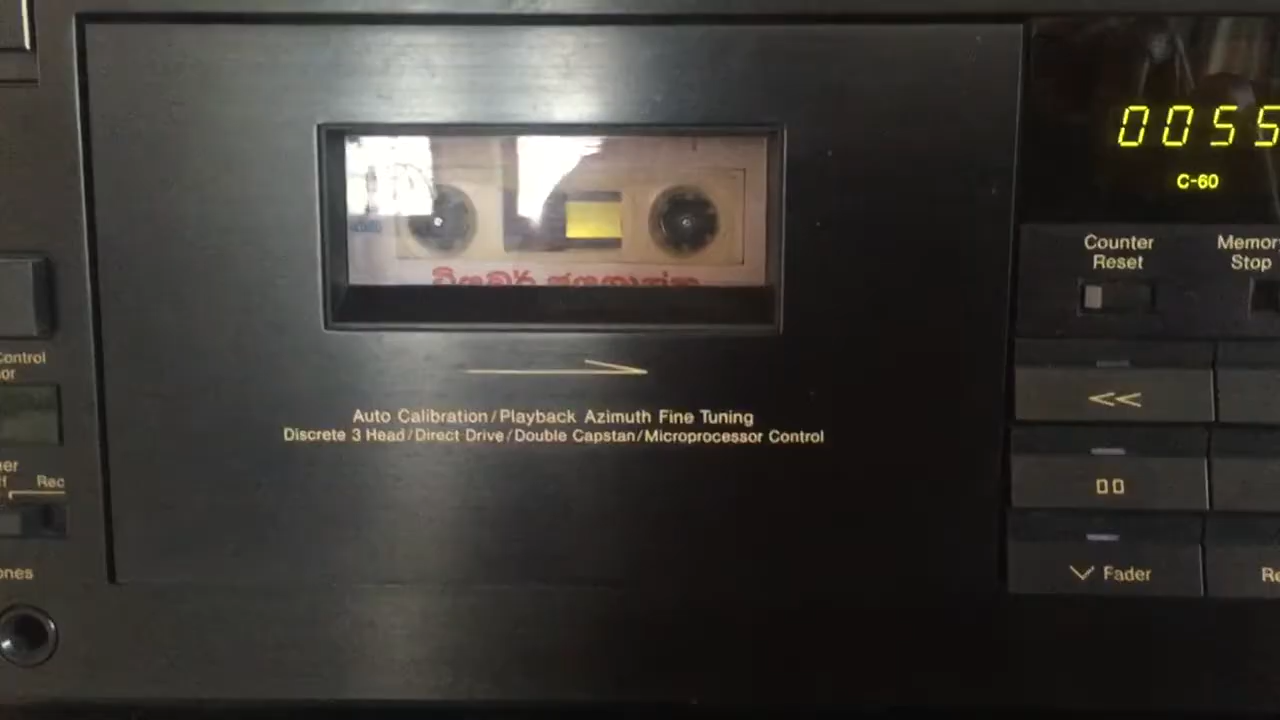 0055
C-60
Counter
Reset
Stop
Auto Calibration/Playback Azimuth Fine Tuning
Discrete 3 Head/Direct Drive/Double Capstan/Microprocessor Control
Rec
Fader